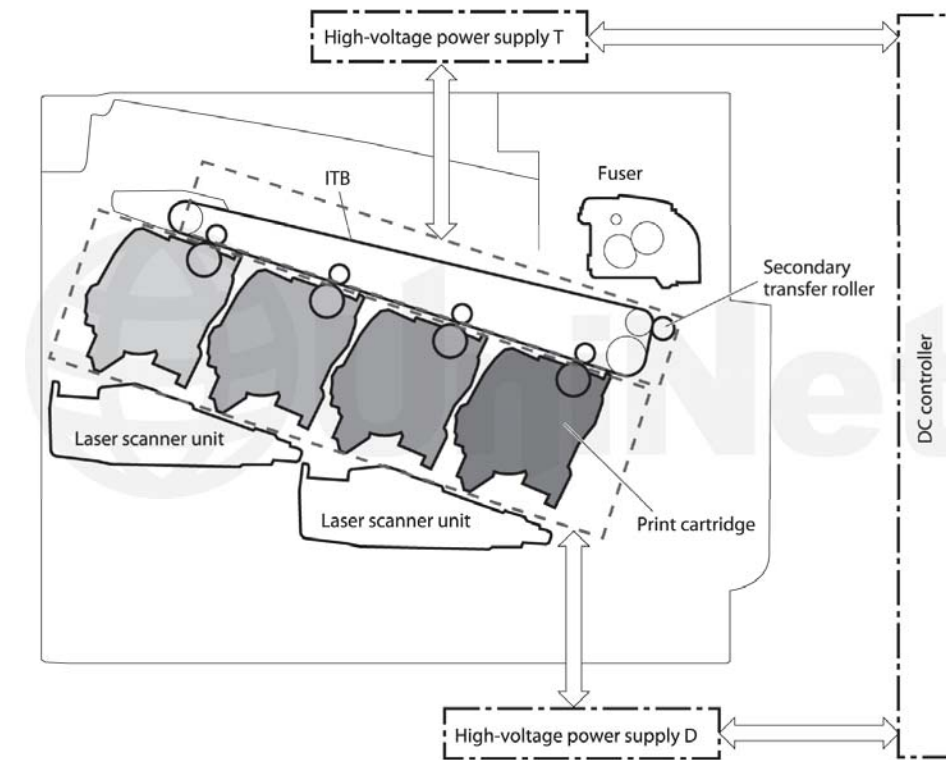 High-voltage power supply T
ITB
Fuser
Secondary
transfer roller
DC controller
UniNet
Laser scanner unit
Laser scanner unit
Print cartridge
High-voltage power supply D